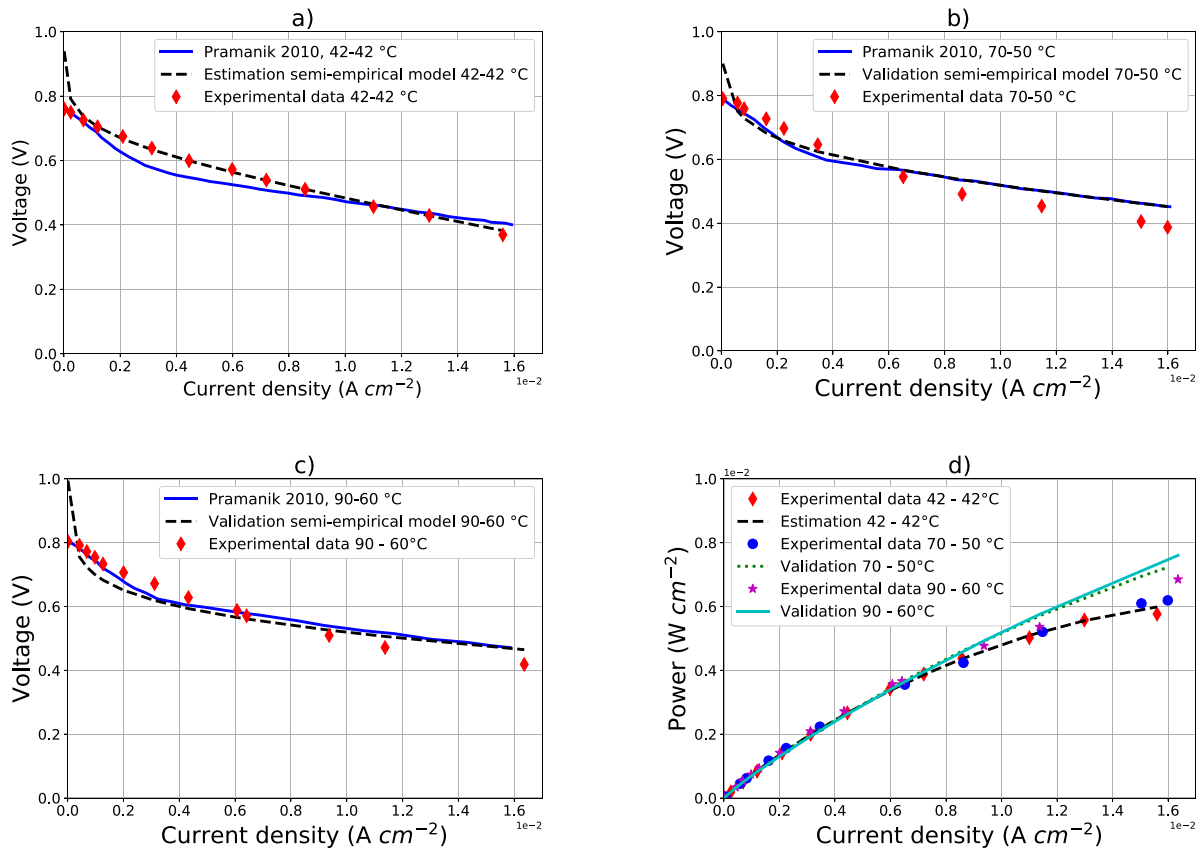 a)
1.0
0.8
0.6
0.4
0.2
0.0
Voltage (V)
Pramanik 2010, 42-42 °C
Estimation semi-empirical model 42-42 °C
Experimental data 42-42 °C
0.0 0.2 0.4 0.6 0.8 1.0 1.2 1.4 1.6
1e−2
Current density (A cm⁻²)
b)
1.0
0.8
0.6
0.4
0.2
0.0
Voltage (V)
Pramanik 2010, 70-50 °C
Validation semi-empirical model 70-50 °C
Experimental data 70-50 °C
0.0 0.2 0.4 0.6 0.8 1.0 1.2 1.4 1.6
1e−2
Current density (A cm⁻²)
c)
1.0
0.8
0.6
0.4
0.2
0.0
Voltage (V)
Pramanik 2010, 90-60 °C
Validation semi-empirical model 90-60 °C
Experimental data 90 - 60°C
0.0 0.2 0.4 0.6 0.8 1.0 1.2 1.4 1.6
1e−2
Current density (A cm⁻²)
d)
1e−2
1.0
0.8
0.6
0.4
0.2
0.0
Power (W cm⁻²)
Experimental data 42 - 42°C
Estimation 42 - 42°C
Experimental data 70 - 50 °C
Validation 70 - 50°C
Experimental data 90 - 60 °C
Validation 90 - 60°C
0.0 0.2 0.4 0.6 0.8 1.0 1.2 1.4 1.6
1e−2
Current density (A cm⁻²)